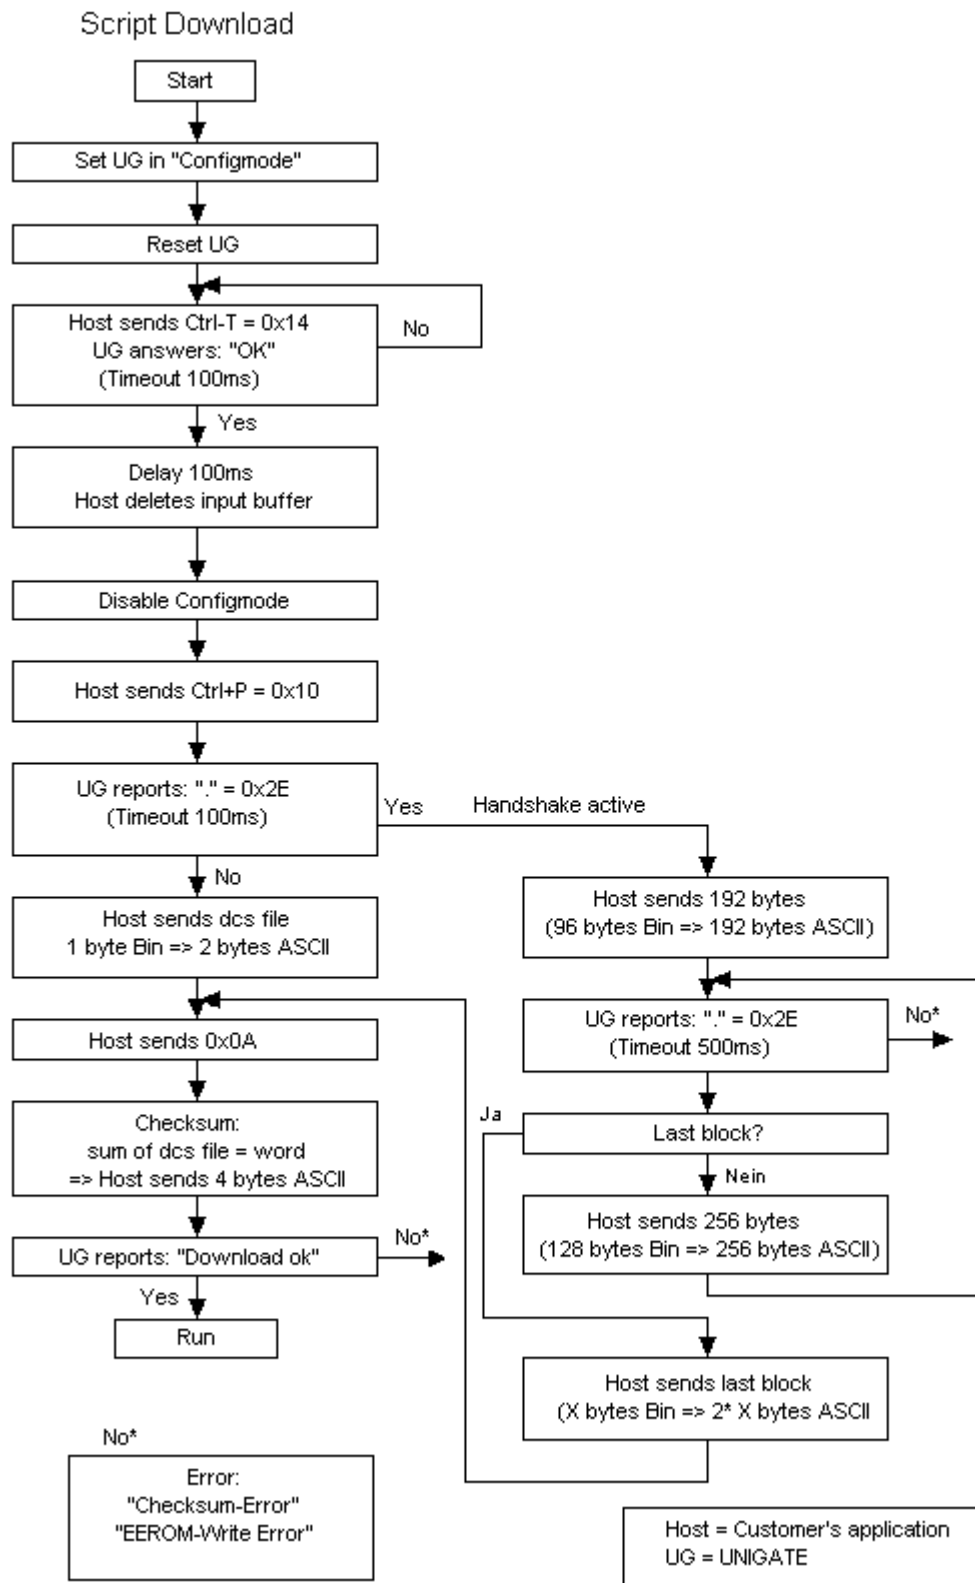 Script Download
Start
Set UG in "Configmode"
Reset UG
Host sends Ctrl-T = 0x14
UG answers: "OK"
(Timeout 100ms)
No
Yes
Delay 100ms
Host deletes input buffer
Disable Configmode
Host sends Ctrl+P = 0x10
UG reports: "." = 0x2E
(Timeout 100ms)
Yes
Handshake active
No
Host sends dcs file
1 byte Bin => 2 bytes ASCII
Host sends 0x0A
Checksum:
sum of dcs file = word
=> Host sends 4 bytes ASCII
UG reports: "Download ok"
No*
Yes
Run
Host sends 192 bytes
(96 bytes Bin => 192 bytes ASCII)
UG reports: "." = 0x2E
(Timeout 500ms)
No*
Ja
Last block?
Nein
Host sends 256 bytes
(128 bytes Bin => 256 bytes ASCII)
Host sends last block
(X bytes Bin => 2* X bytes ASCII
No*
Error:
"Checksum-Error"
"EEROM-Write Error"
Host = Customer's application
UG = UNIGATE